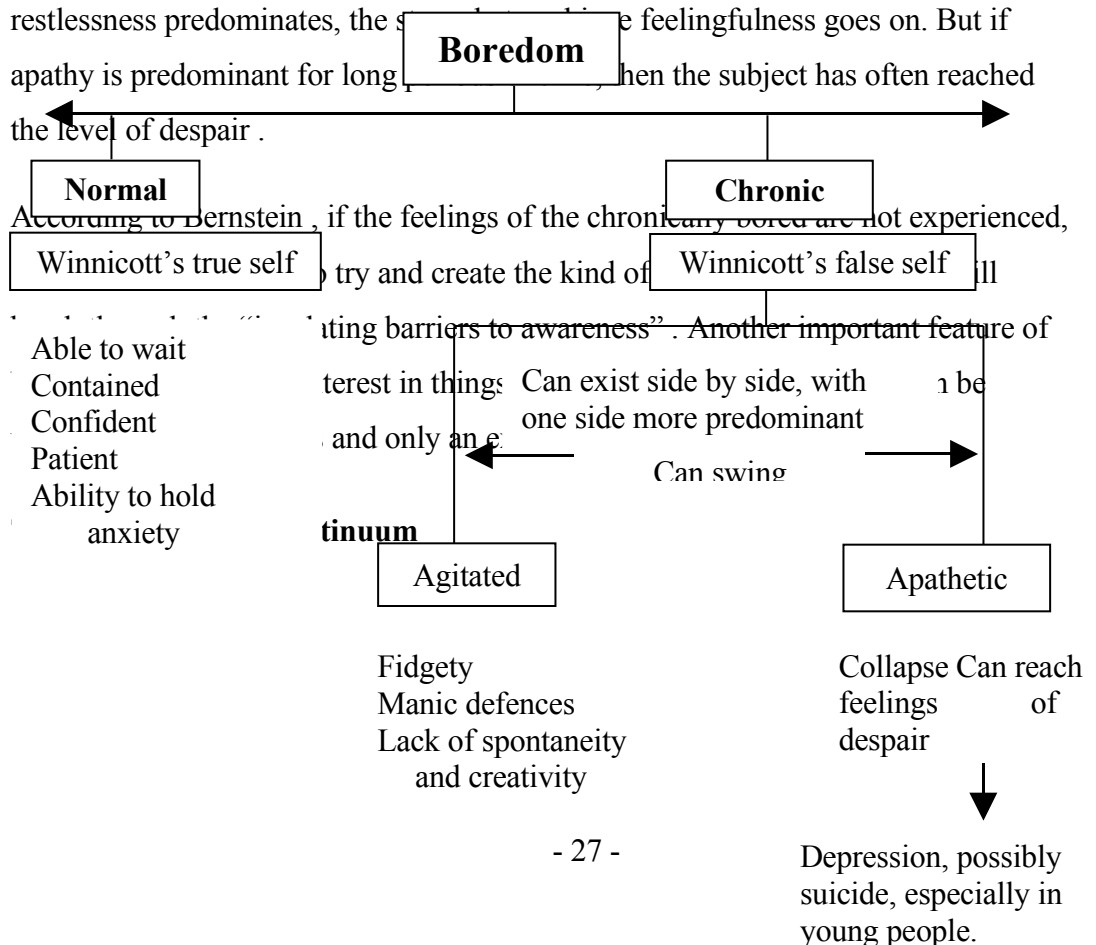 restlessness predominates, the feelingfulness goes on. But if
Boredom
apathy is predominant for long then the subject has often reached
the level of despair .
Normal
Chronic
According to Bernstein , if the feelings of the chronically bored are not experienced,
Winnicott’s true self
try and create the kind of
Winnicott’s false self
barriers to awareness” . Another important feature of
Able to wait
Contained
Confident
Patient
Ability to hold
anxiety
in things
be
and only an
Can exist side by side, with
one side more predominant
Can swing
Agitated
Apathetic
Fidgety
Manic defences
Lack of spontaneity
and creativity
Collapse Can reach
feelings of
despair
Depression, possibly
suicide, especially in
young people.
- 27 -